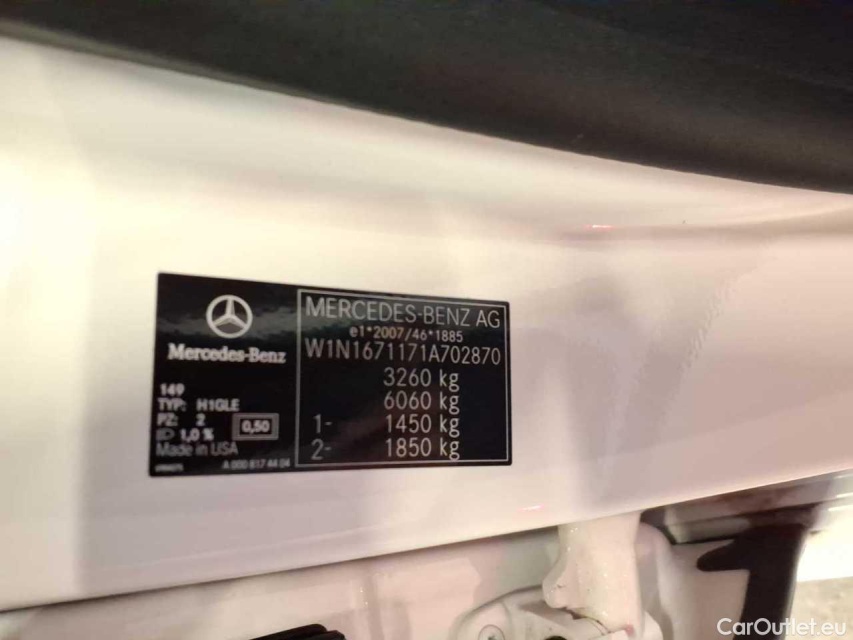 MERCEDES-BENZ AG
e1*2007/46*1885
W1N1671171A702870
3260 kg
6060 kg
1- 1450 kg
2- 1850 kg
Mercedes-Benz
149
TYP: H1GLE
PZ: 2
1,0 %
0,50
Made in USA
A 000 817 44 04
CarOutlet.eu